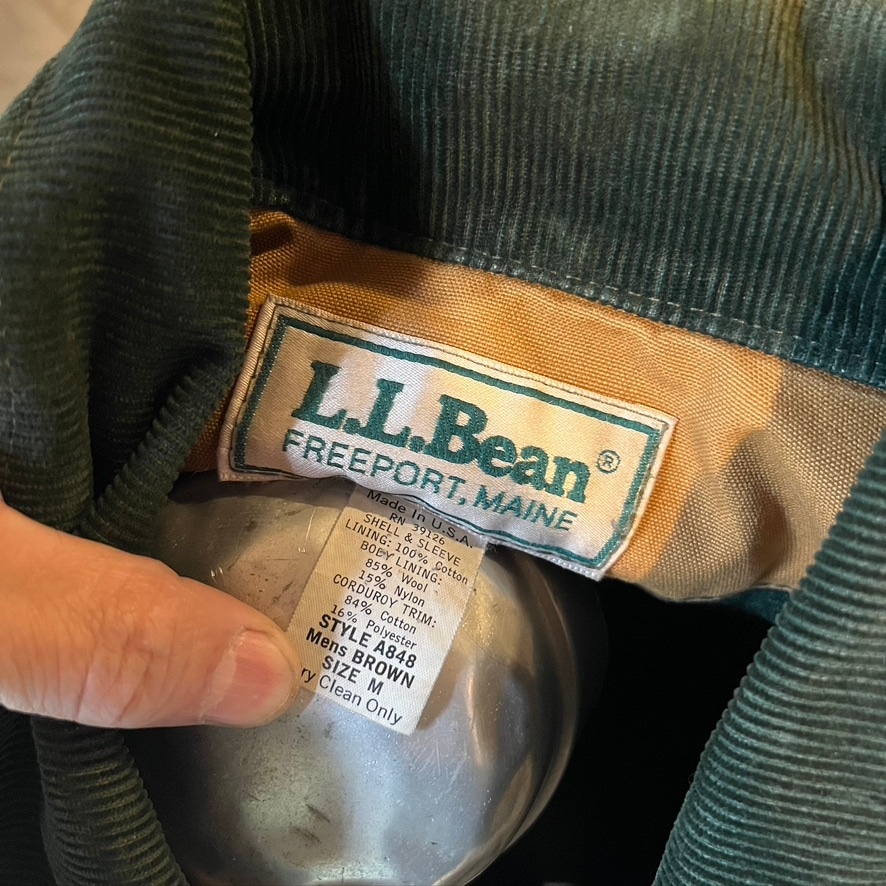 L.L.Bean®
FREEPORT, MAINE
Made In U.S.A.
RN 39126
SHELL & SLEEVE
LINING: 100% Cotton
BODY LINING:
85% Wool
15% Nylon
CORDUROY TRIM:
84% Cotton
16% Polyester
STYLE A848
Mens BROWN
SIZE M
ry Clean Only